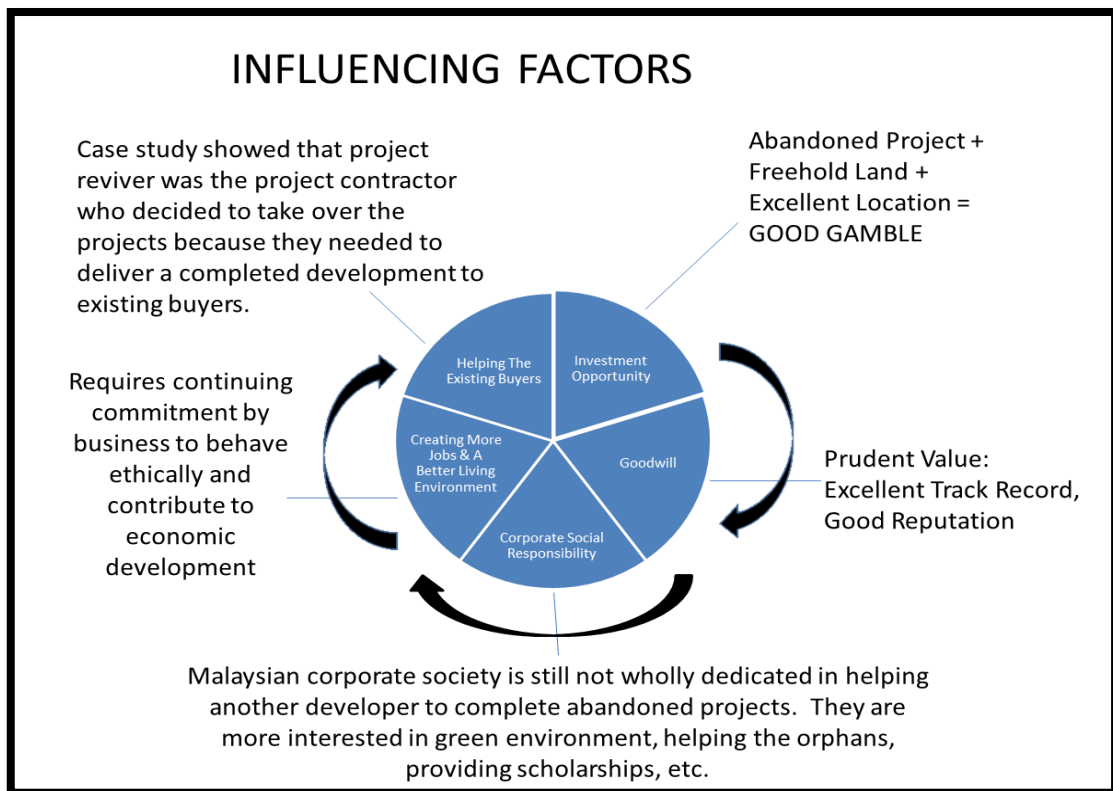 INFLUENCING FACTORS
Case study showed that project
reviver was the project contractor
who decided to take over the
projects because they needed to
deliver a completed development to
existing buyers.
Abandoned Project +
Freehold Land +
Excellent Location =
GOOD GAMBLE
Helping The
Existing Buyers
Investment
Opportunity
Requires continuing
commitment by
business to behave
ethically and
contribute to
economic
development
Creating More
Jobs & A
Better Living
Environment
Goodwill
Prudent Value:
Excellent Track Record,
Good Reputation
Corporate Social
Responsibility
Malaysian corporate society is still not wholly dedicated in helping
another developer to complete abandoned projects.  They are
more interested in green environment, helping the orphans,
providing scholarships, etc.